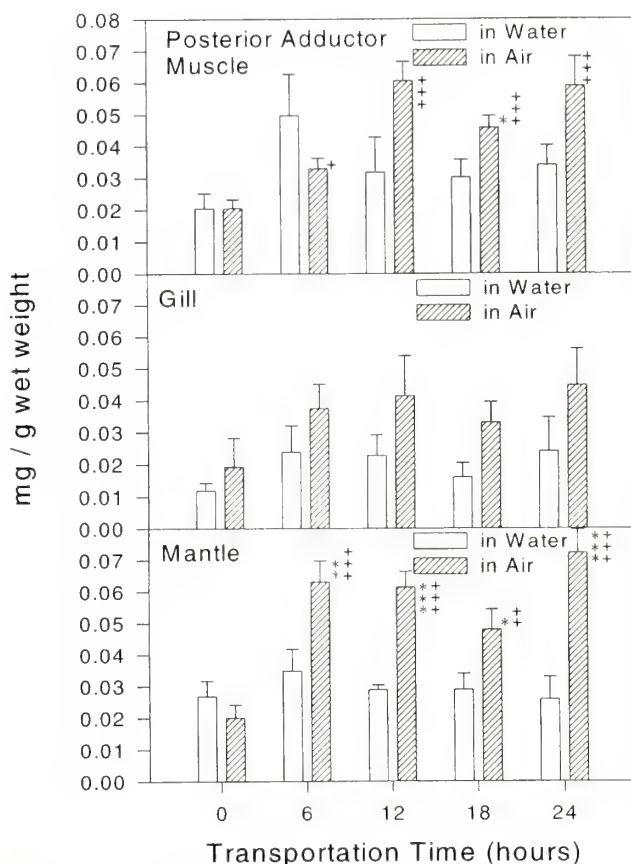 0.08
Posterior Adductor
Muscle
in Water
in Air
0.07
0.06
0.05
0.04
0.03
0.02
0.01
0.00
+
+++
*
+++
+++
Gill
in Water
in Air
0.07
0.06
0.05
0.04
0.03
0.02
0.01
0.00
Mantle
in Water
in Air
0.07
0.06
0.05
0.04
0.03
0.02
0.01
0.00
**
+++
***
+++
*
++
***
+++
mg / g wet weight
0 6 12 18 24
Transportation Time (hours)